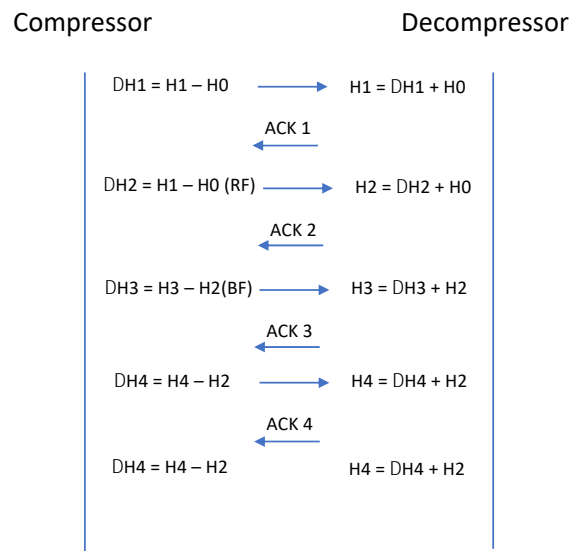 Compressor Decompressor
DH1 = H1 – H0 H1 = DH1 + H0
ACK 1
DH2 = H1 – H0 (RF) H2 = DH2 + H0
ACK 2
DH3 = H3 – H2(BF) H3 = DH3 + H2
ACK 3
DH4 = H4 – H2 H4 = DH4 + H2
ACK 4
DH4 = H4 – H2 H4 = DH4 + H2